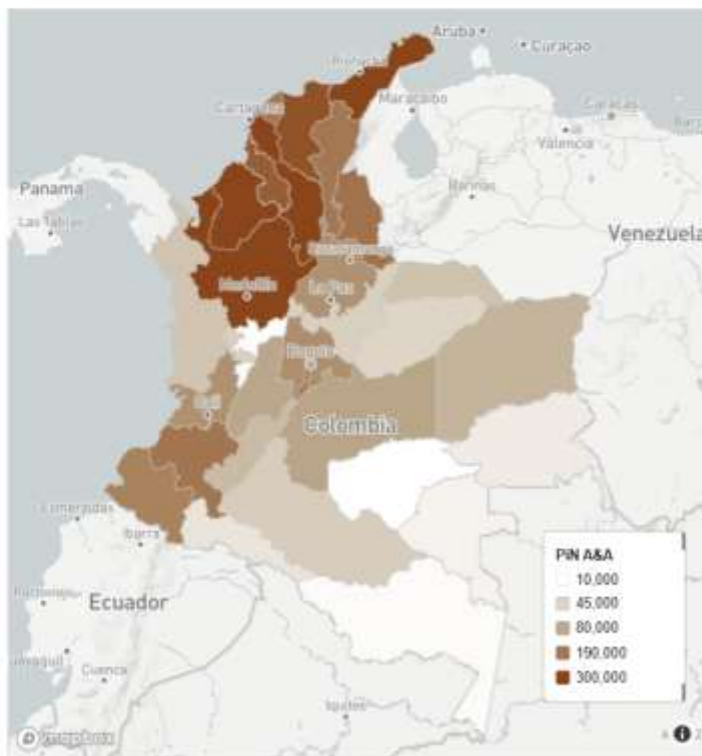 Aruba
Curaçao
Riohacha
Maracaibo
Cartagena
Caracas
Valencia
Barinas
Panama
Las Tablas
Venezuela
Bucaramanga
Medellín
La Paz
Bogota
Cali
Colombia
Esmeraldas
Ibarra
Ecuador
Cuenca
Iquitos
PiN A&A
10,000
45,000
80,000
190,000
300,000
mapbox